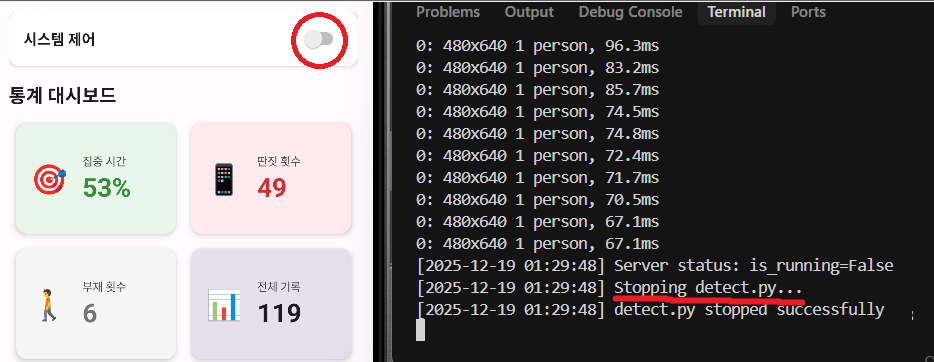 시스템 제어
통계 대시보드
집중 시간
53%
딴짓 횟수
49
부재 횟수
6
전체 기록
119
Problems Output Debug Console Terminal Ports
0: 480x640 1 person, 96.3ms
0: 480x640 1 person, 83.2ms
0: 480x640 1 person, 85.7ms
0: 480x640 1 person, 74.5ms
0: 480x640 1 person, 74.8ms
0: 480x640 1 person, 72.4ms
0: 480x640 1 person, 71.7ms
0: 480x640 1 person, 70.5ms
0: 480x640 1 person, 67.1ms
0: 480x640 1 person, 67.1ms
[2025-12-19 01:29:48] Server status: is_running=False
[2025-12-19 01:29:48] Stopping detect.py...
[2025-12-19 01:29:48] detect.py stopped successfully